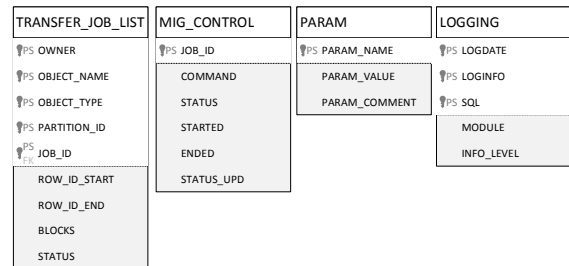 TRANSFER_JOB_LIST
PS OWNER
PS OBJECT_NAME
PS OBJECT_TYPE
PS PARTITION_ID
PS
FK JOB_ID
ROW_ID_START
ROW_ID_END
BLOCKS
STATUS
MIG_CONTROL
PS JOB_ID
COMMAND
STATUS
STARTED
ENDED
STATUS_UPD
PARAM
PS PARAM_NAME
PARAM_VALUE
PARAM_COMMENT
LOGGING
PS LOGDATE
PS LOGINFO
PS SQL
MODULE
INFO_LEVEL